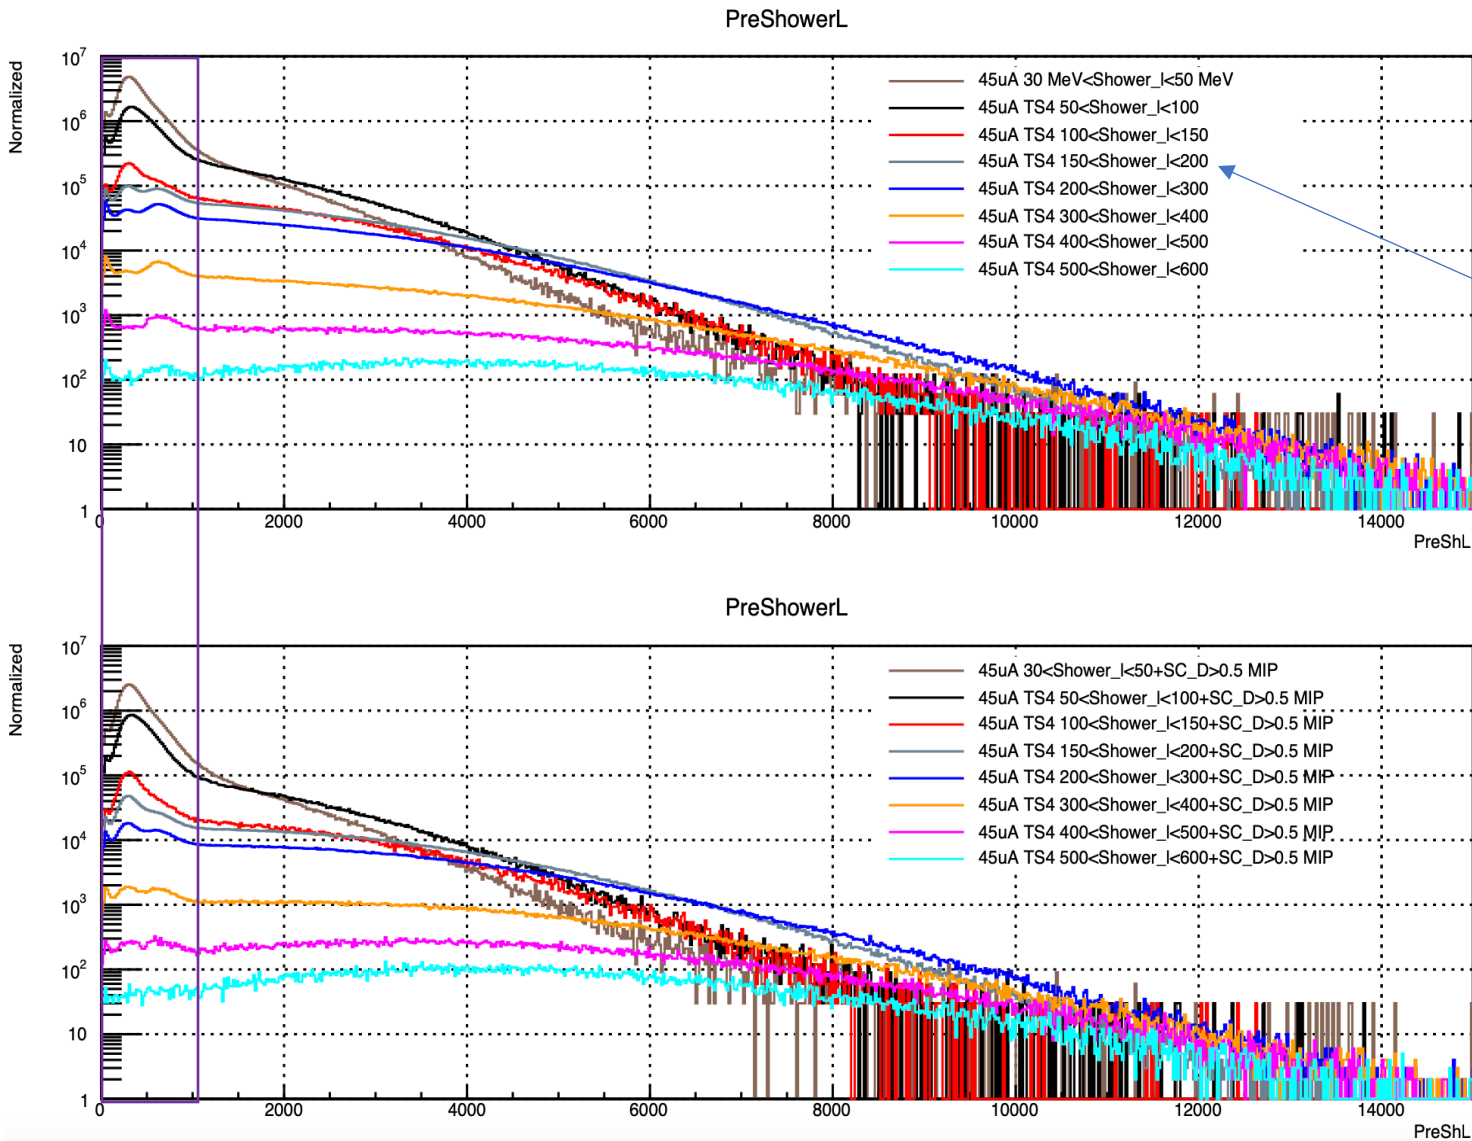 PreShowerL
Normalized
10^7
10^6
10^5
10^4
10^3
10^2
10
1
45uA 30 MeV<Shower_l<50 MeV
45uA TS4 50<Shower_l<100
45uA TS4 100<Shower_l<150
45uA TS4 150<Shower_l<200
45uA TS4 200<Shower_l<300
45uA TS4 300<Shower_l<400
45uA TS4 400<Shower_l<500
45uA TS4 500<Shower_l<600
0 2000 4000 6000 8000 10000 12000 14000
PreShL
PreShowerL
Normalized
10^7
10^6
10^5
10^4
10^3
10^2
10
1
45uA 30<Shower_l<50+SC_D>0.5 MIP
45uA TS4 50<Shower_l<100+SC_D>0.5 MIP
45uA TS4 100<Shower_l<150+SC_D>0.5 MIP
45uA TS4 150<Shower_l<200+SC_D>0.5 MIP
45uA TS4 200<Shower_l<300+SC_D>0.5 MIP
45uA TS4 300<Shower_l<400+SC_D>0.5 MIP
45uA TS4 400<Shower_l<500+SC_D>0.5 MIP
45uA TS4 500<Shower_l<600+SC_D>0.5 MIP
0 2000 4000 6000 8000 10000 12000 14000
PreShL